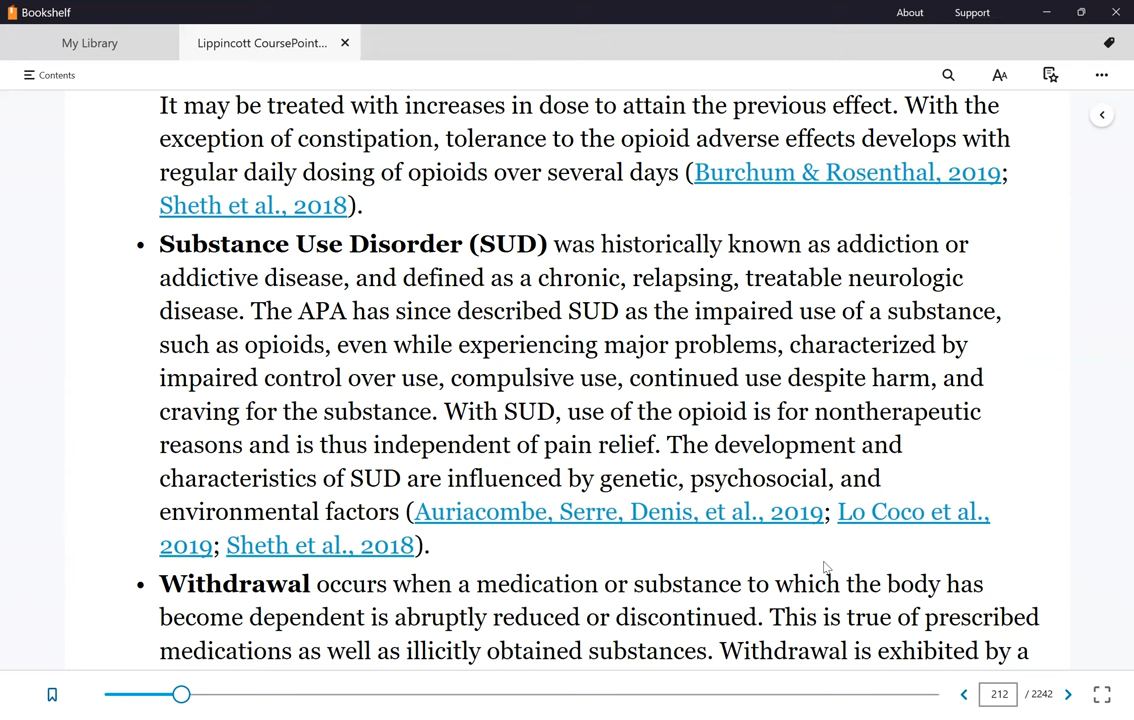 Bookshelf
About
Support
My Library
Lippincott CoursePoint...
Contents
AA
It may be treated with increases in dose to attain the previous effect. With the
exception of constipation, tolerance to the opioid adverse effects develops with
regular daily dosing of opioids over several days (Burchum & Rosenthal, 2019;
Sheth et al., 2018).
• Substance Use Disorder (SUD) was historically known as addiction or
addictive disease, and defined as a chronic, relapsing, treatable neurologic
disease. The APA has since described SUD as the impaired use of a substance,
such as opioids, even while experiencing major problems, characterized by
impaired control over use, compulsive use, continued use despite harm, and
craving for the substance. With SUD, use of the opioid is for nontherapeutic
reasons and is thus independent of pain relief. The development and
characteristics of SUD are influenced by genetic, psychosocial, and
environmental factors (Auriacombe, Serre, Denis, et al., 2019; Lo Coco et al.,
2019; Sheth et al., 2018).
• Withdrawal occurs when a medication or substance to which the body has
become dependent is abruptly reduced or discontinued. This is true of prescribed
medications as well as illicitly obtained substances. Withdrawal is exhibited by a
212 / 2242